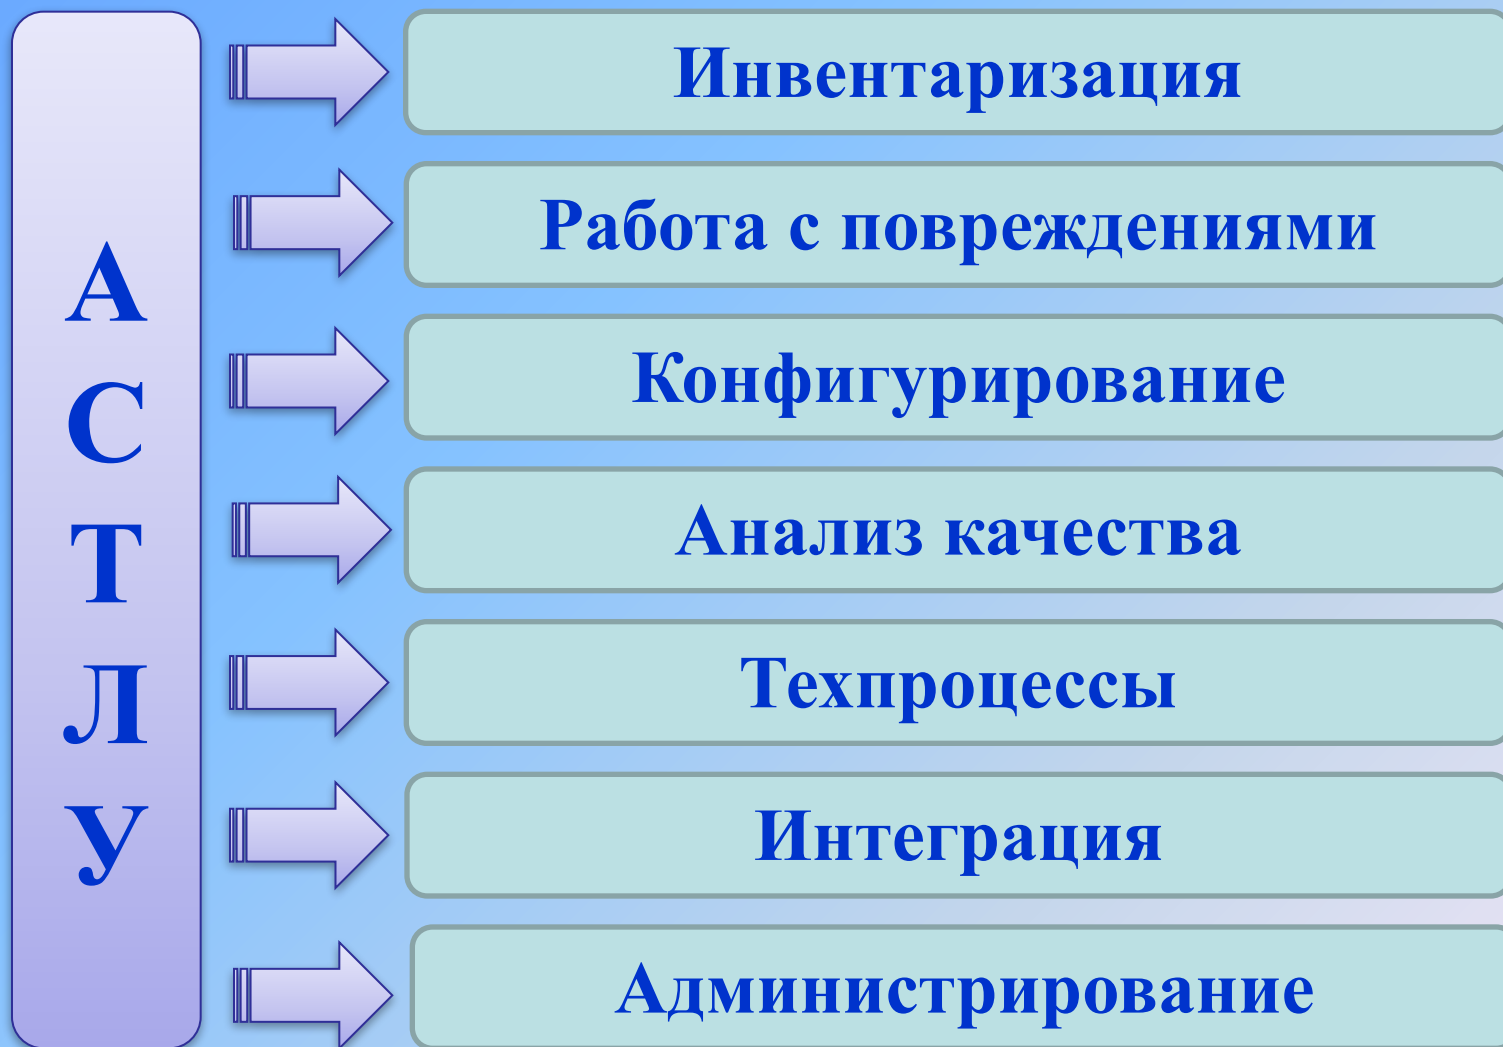 А
С
Т
Л
У
Инвентаризация
Работа с повреждениями
Конфигурирование
Анализ качества
Техпроцессы
Интеграция
Администрирование